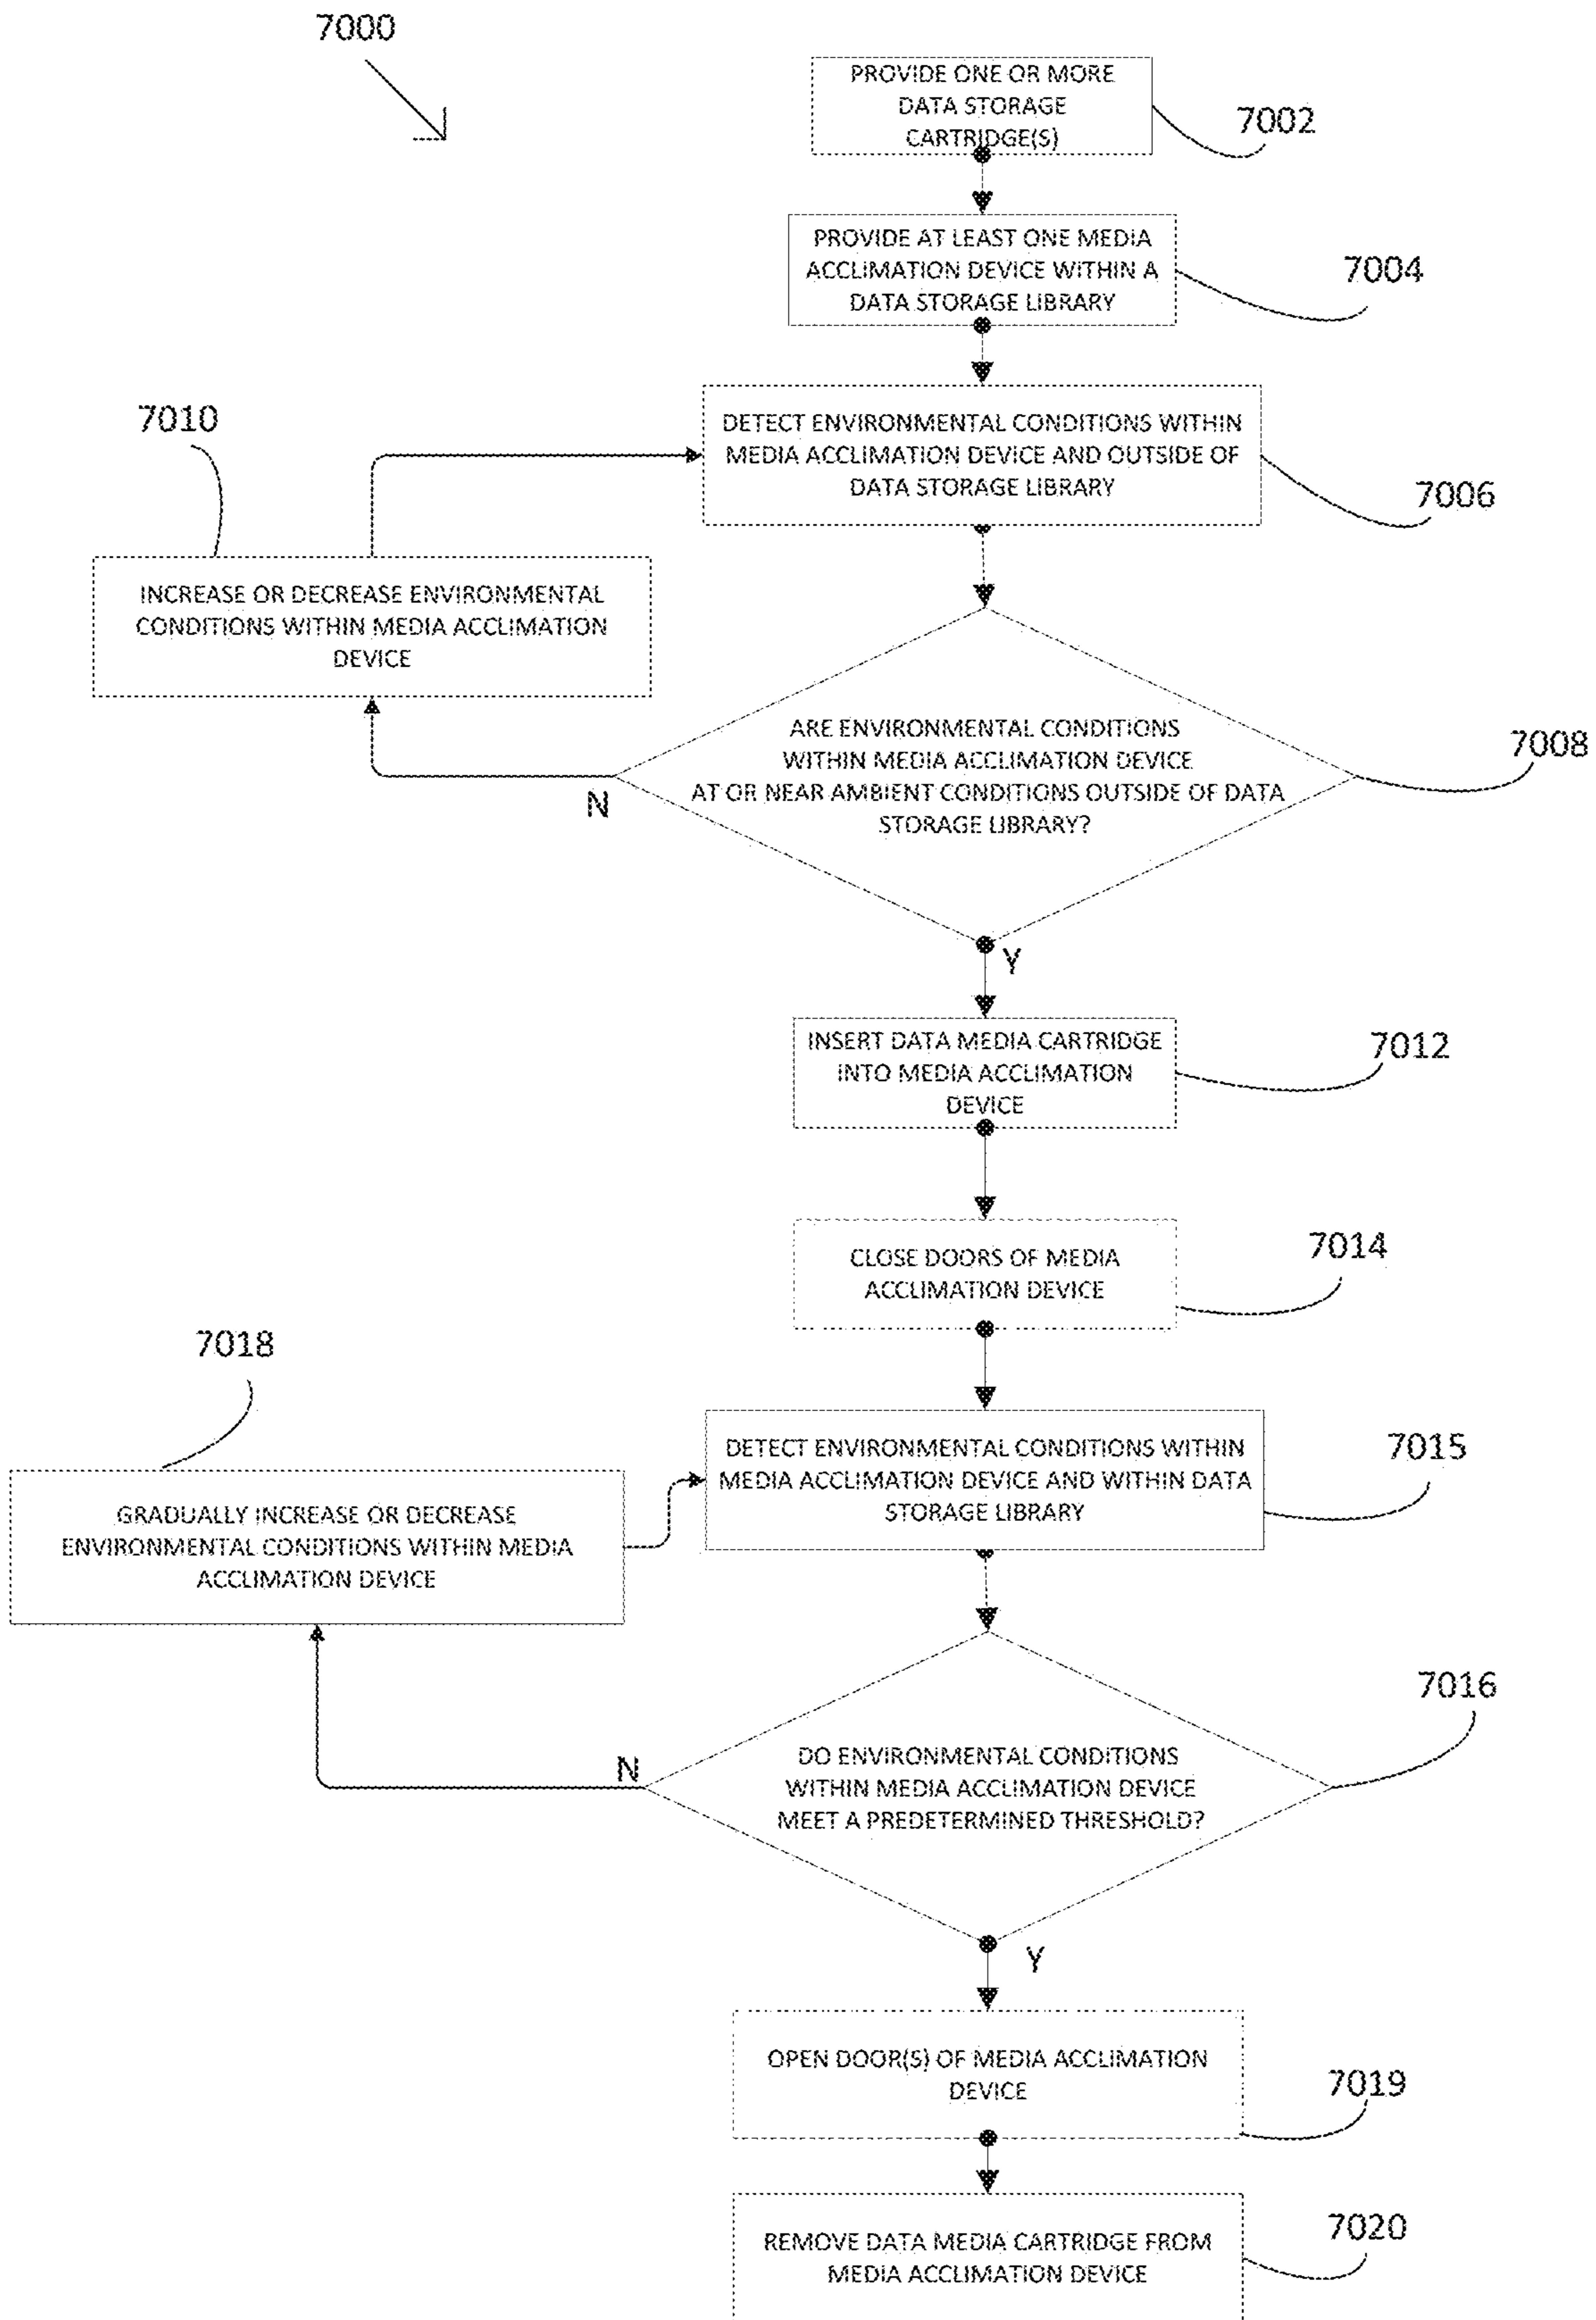 7000
PROVIDE ONE OR MORE
DATA STORAGE
CARTRIDGE(S)
7002
PROVIDE AT LEAST ONE MEDIA
ACCLIMATION DEVICE WITHIN A
DATA STORAGE LIBRARY
7004
DETECT ENVIRONMENTAL CONDITIONS WITHIN
MEDIA ACCLIMATION DEVICE AND OUTSIDE OF
DATA STORAGE LIBRARY
7006
7010
INCREASE OR DECREASE ENVIRONMENTAL
CONDITIONS WITHIN MEDIA ACCLIMATION
DEVICE
ARE ENVIRONMENTAL CONDITIONS
WITHIN MEDIA ACCLIMATION DEVICE
AT OR NEAR AMBIENT CONDITIONS OUTSIDE OF DATA
STORAGE LIBRARY?
7008
N
Y
INSERT DATA MEDIA CARTRIDGE
INTO MEDIA ACCLIMATION
DEVICE
7012
CLOSE DOORS OF MEDIA
ACCLIMATION DEVICE
7014
DETECT ENVIRONMENTAL CONDITIONS WITHIN
MEDIA ACCLIMATION DEVICE AND WITHIN DATA
STORAGE LIBRARY
7015
7018
GRADUALLY INCREASE OR DECREASE
ENVIRONMENTAL CONDITIONS WITHIN MEDIA
ACCLIMATION DEVICE
DO ENVIRONMENTAL CONDITIONS
WITHIN MEDIA ACCLIMATION DEVICE
MEET A PREDETERMINED THRESHOLD?
7016
N
Y
OPEN DOOR(S) OF MEDIA ACCLIMATION
DEVICE
7019
REMOVE DATA MEDIA CARTRIDGE FROM
MEDIA ACCLIMATION DEVICE
7020